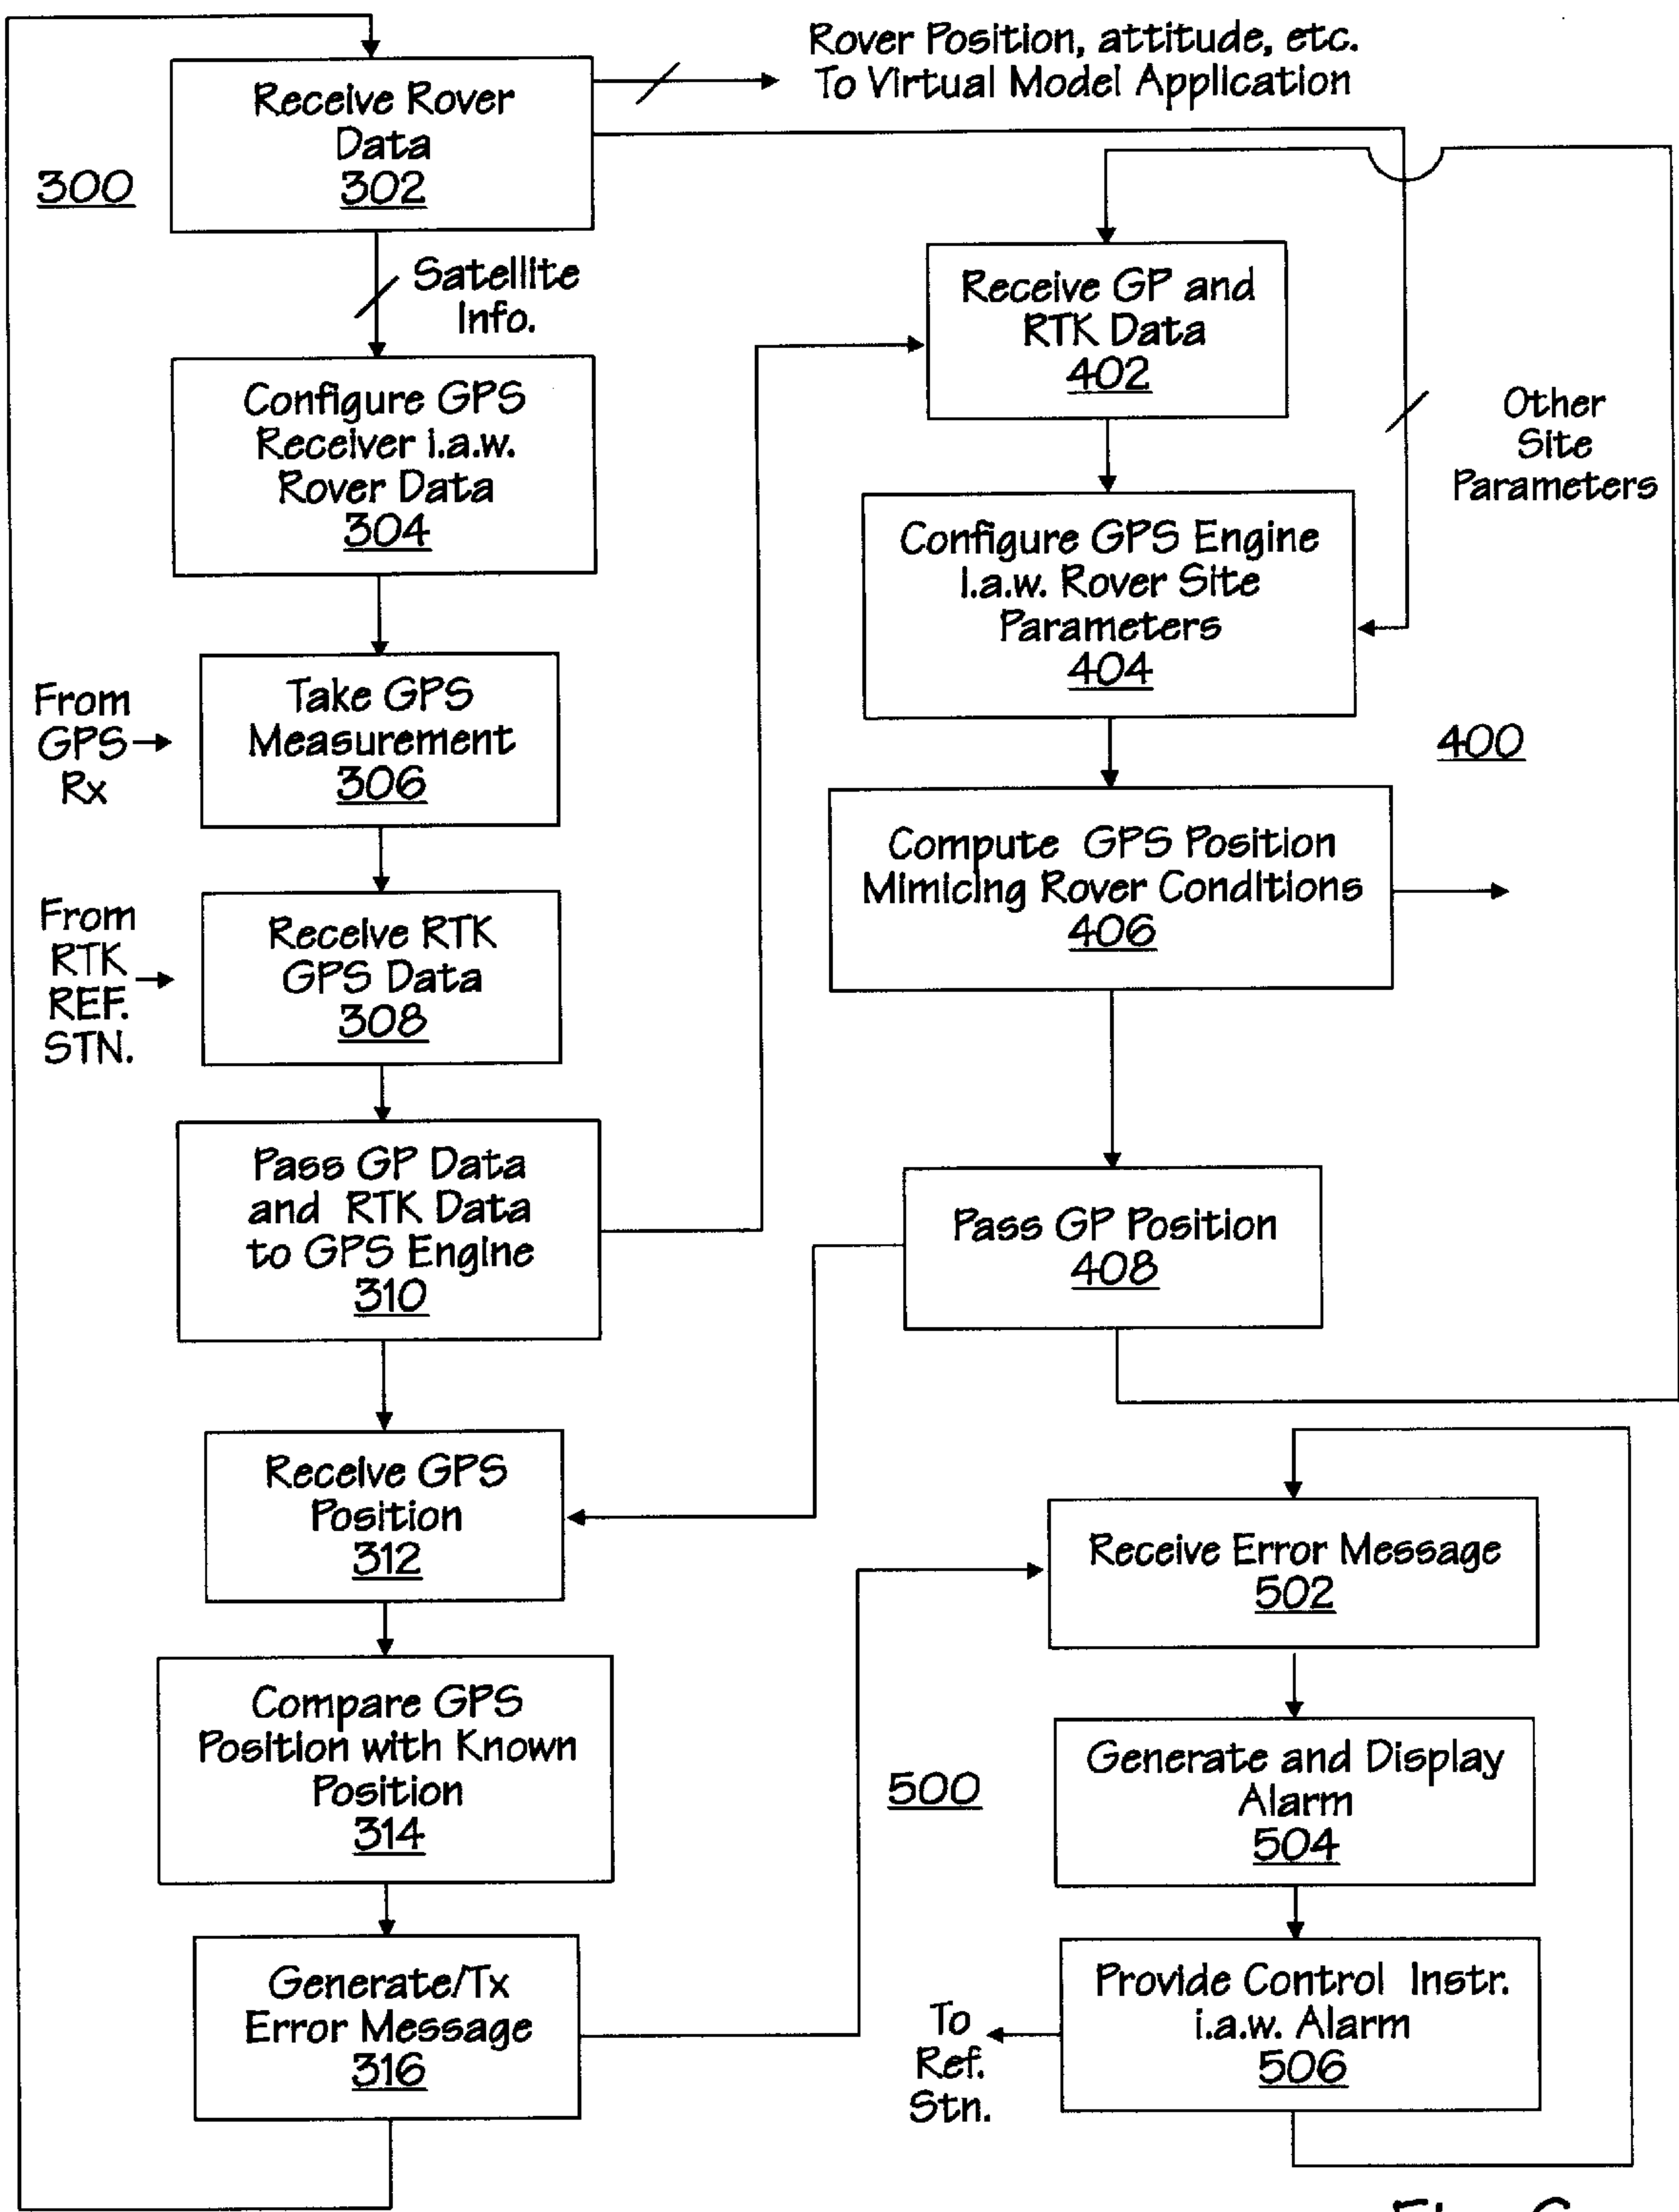 Rover Position, attitude, etc.
To Virtual Model Application
Receive Rover
Data
302
300
Satellite
Info.
Configure GPS
Receiver i.a.w.
Rover Data
304
From
GPS
Rx
Take GPS
Measurement
306
From
RTK
REF.
STN.
Receive RTK
GPS Data
308
Pass GP Data
and RTK Data
to GPS Engine
310
Receive GPS
Position
312
Compare GPS
Position with Known
Position
314
Generate/Tx
Error Message
316
Receive GP and
RTK Data
402
Other
Site
Parameters
Configure GPS Engine
i.a.w. Rover Site
Parameters
404
400
Compute GPS Position
Mimicing Rover Conditions
406
Pass GP Position
408
Receive Error Message
502
500
Generate and Display
Alarm
504
Provide Control Instr.
i.a.w. Alarm
506
To
Ref.
Stn.